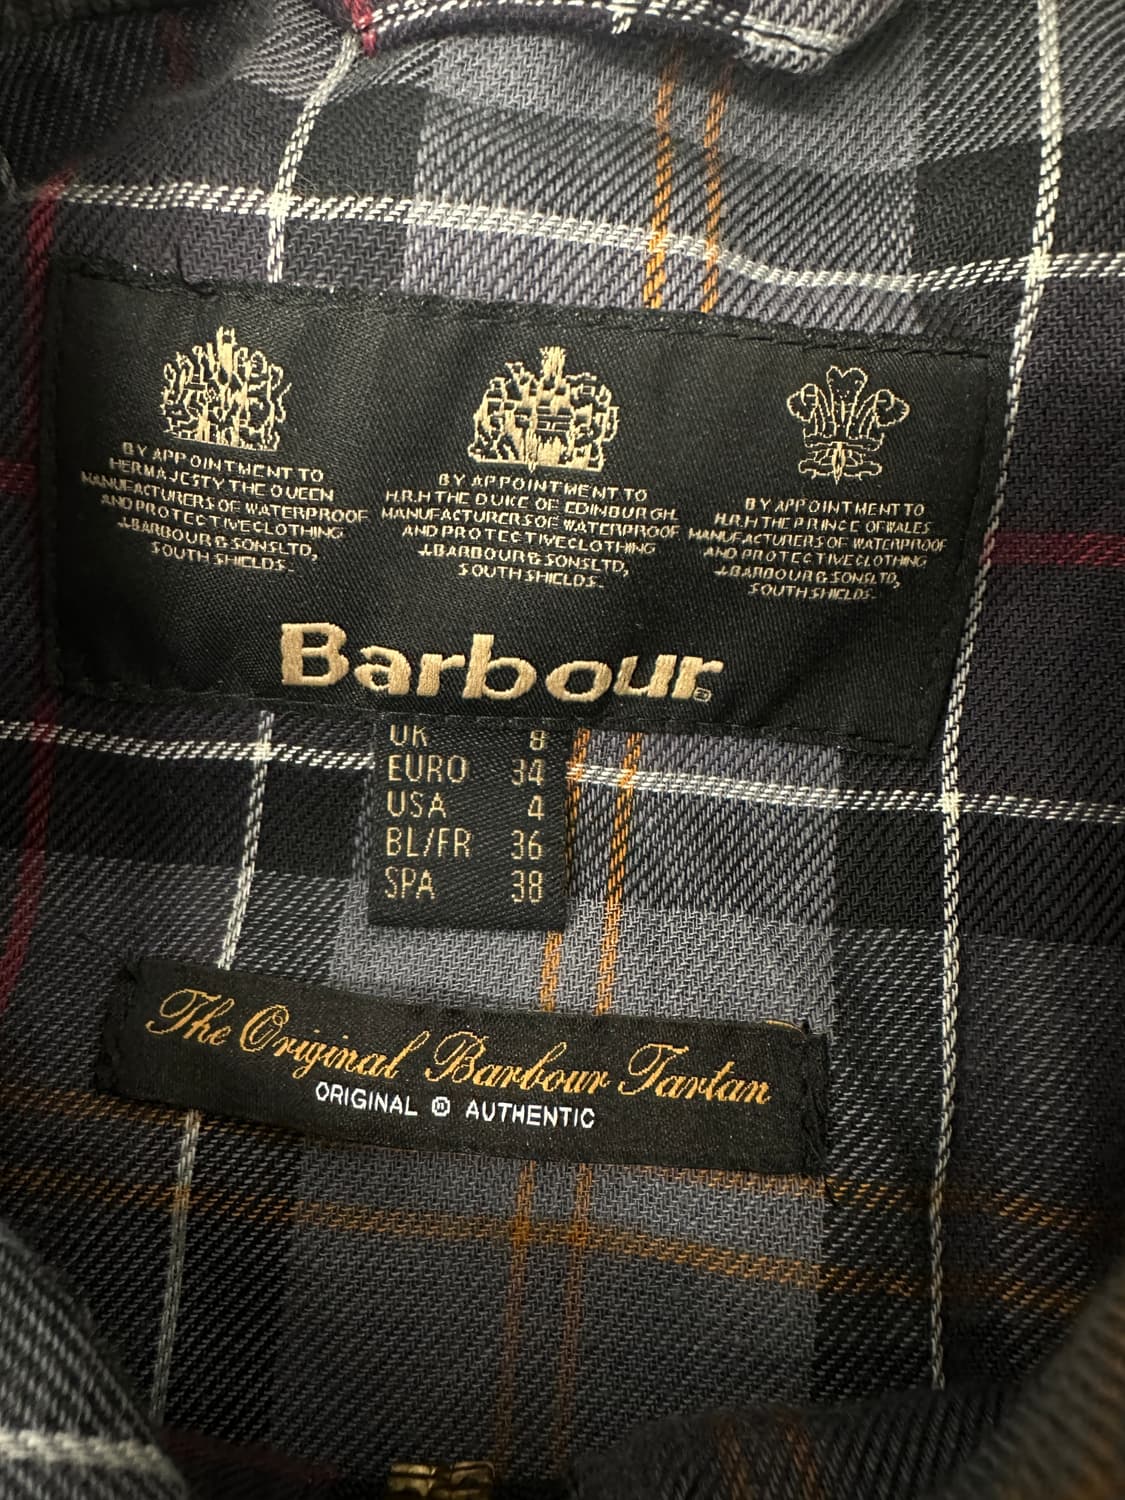 BY APPOINTMENT TO
HER MAJESTY THE QUEEN
MANUFACTURERS OF WATERPROOF
AND PROTECTIVE CLOTHING
J.BARBOUR & SONS LTD,
SOUTH SHIELDS.
BY APPOINTMENT TO
H.R.H THE DUKE OF EDINBURGH
MANUFACTURERS OF WATERPROOF
AND PROTECTIVE CLOTHING
J.BARBOUR & SONS LTD,
SOUTH SHIELDS.
BY APPOINTMENT TO
H.R.H THE PRINCE OF WALES
MANUFACTURERS OF WATERPROOF
AND PROTECTIVE CLOTHING
J.BARBOUR & SONS LTD,
SOUTH SHIELDS.
Barbour®
UK 8
EURO 34
USA 4
BL/FR 36
SPA 38
The Original Barbour Tartan
ORIGINAL ® AUTHENTIC